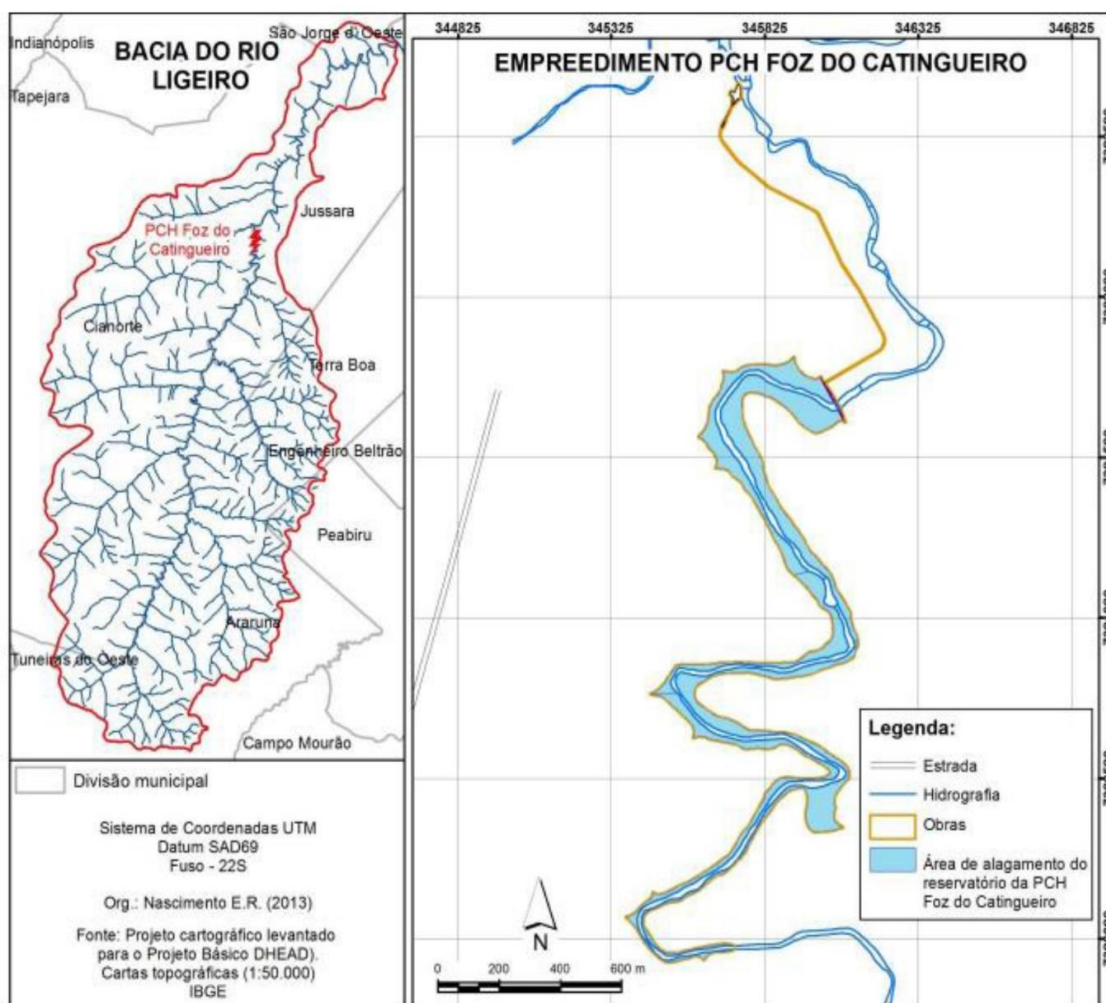 Indianópolis
São Jorge d'Oeste
BACIA DO RIO
LIGEIRO
Tapejara
Jussara
PCH Foz do
Catingueiro
Cianorte
Terra Boa
Engenheiro Beltrão
Peabiru
Araruna
Tuneiras do Oeste
Campo Mourão
Divisão municipal
Sistema de Coordenadas UTM
Datum SAD69
Fuso - 22S
Org.: Nascimento E.R. (2013)
Fonte: Projeto cartográfico levantado
para o Projeto Básico DHEAD).
Cartas topográficas (1:50.000)
IBGE
344825 345325 345825 346325 346825
EMPREEDIMENTO PCH FOZ DO CATINGUEIRO
Legenda:
Estrada
Hidrografia
Obras
Área de alagamento do
reservatório da PCH
Foz do Catingueiro
N
0 200 400 600 m